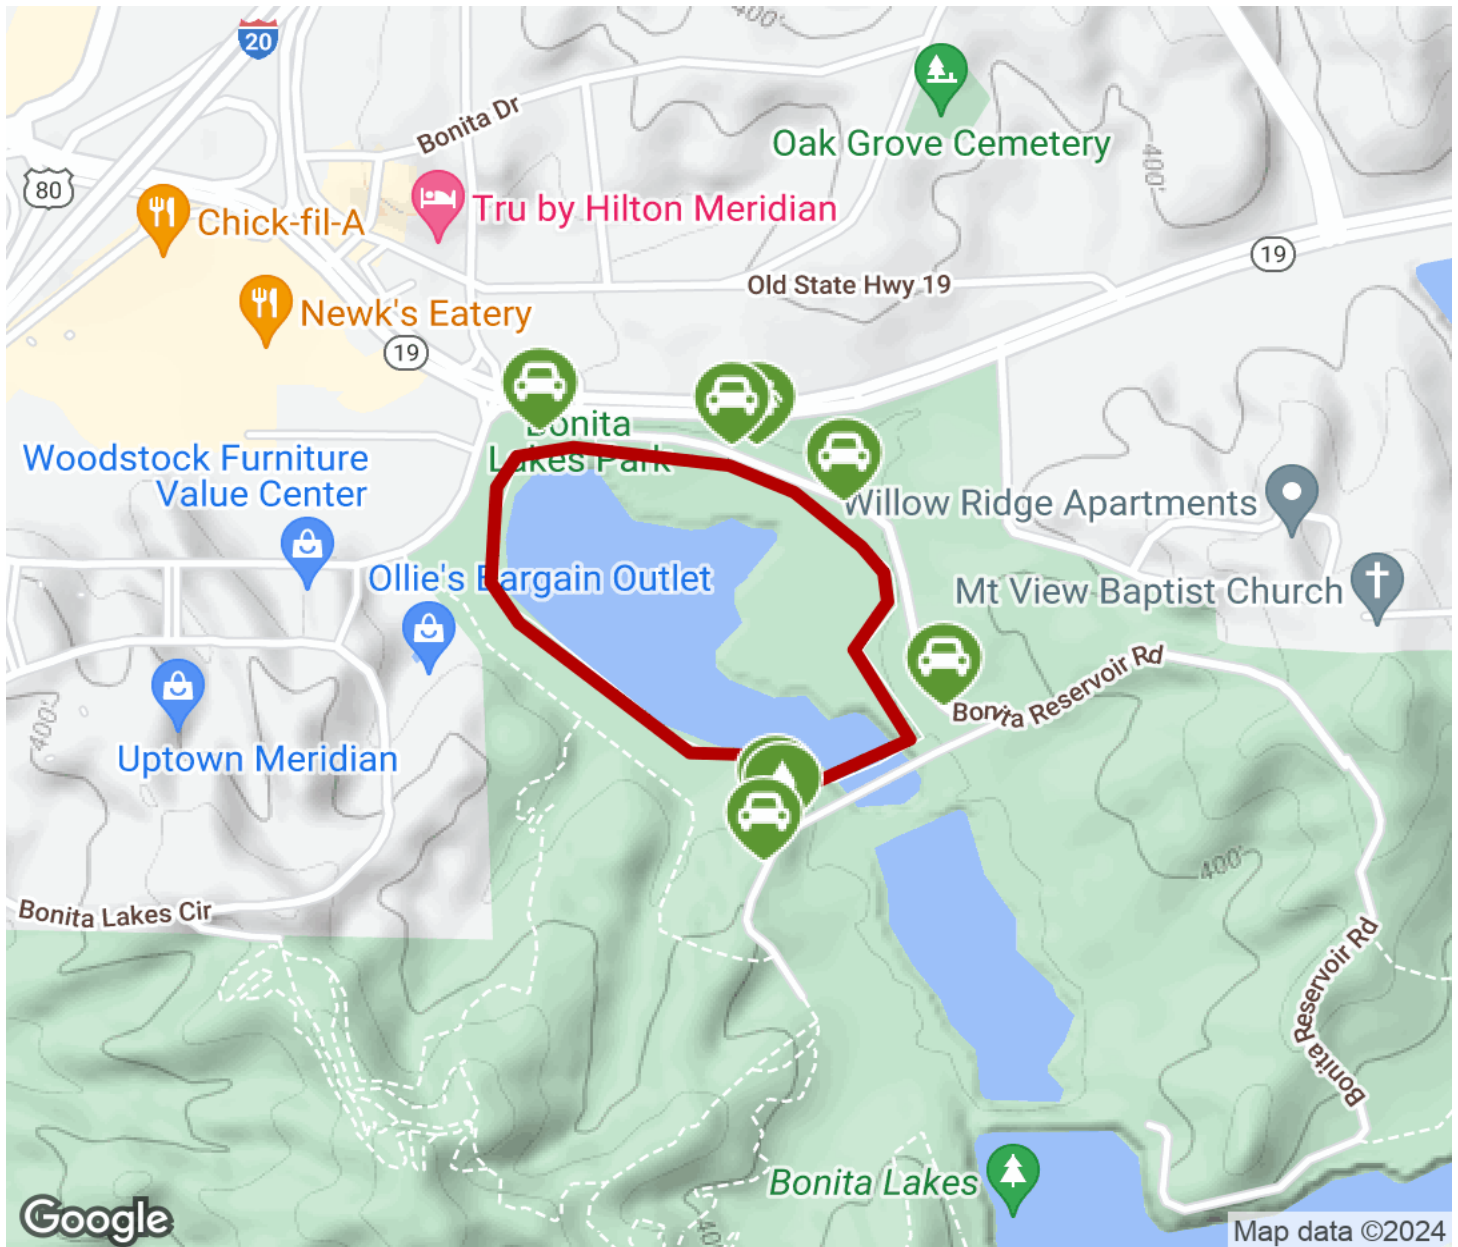 400'
20
Bonita Dr
Oak Grove Cemetery
400'
80
Chick-fil-A
Tru by Hilton Meridian
19
Old State Hwy 19
Newk's Eatery
19
Bonita
Lakes Park
Woodstock Furniture
Value Center
Willow Ridge Apartments
Ollie's Bargain Outlet
Mt View Baptist Church
Bonita Reservoir Rd
400'
Uptown Meridian
400'
Bonita Lakes Cir
Bonita Reservoir Rd
Bonita Lakes
400'
Google
Map data ©2024